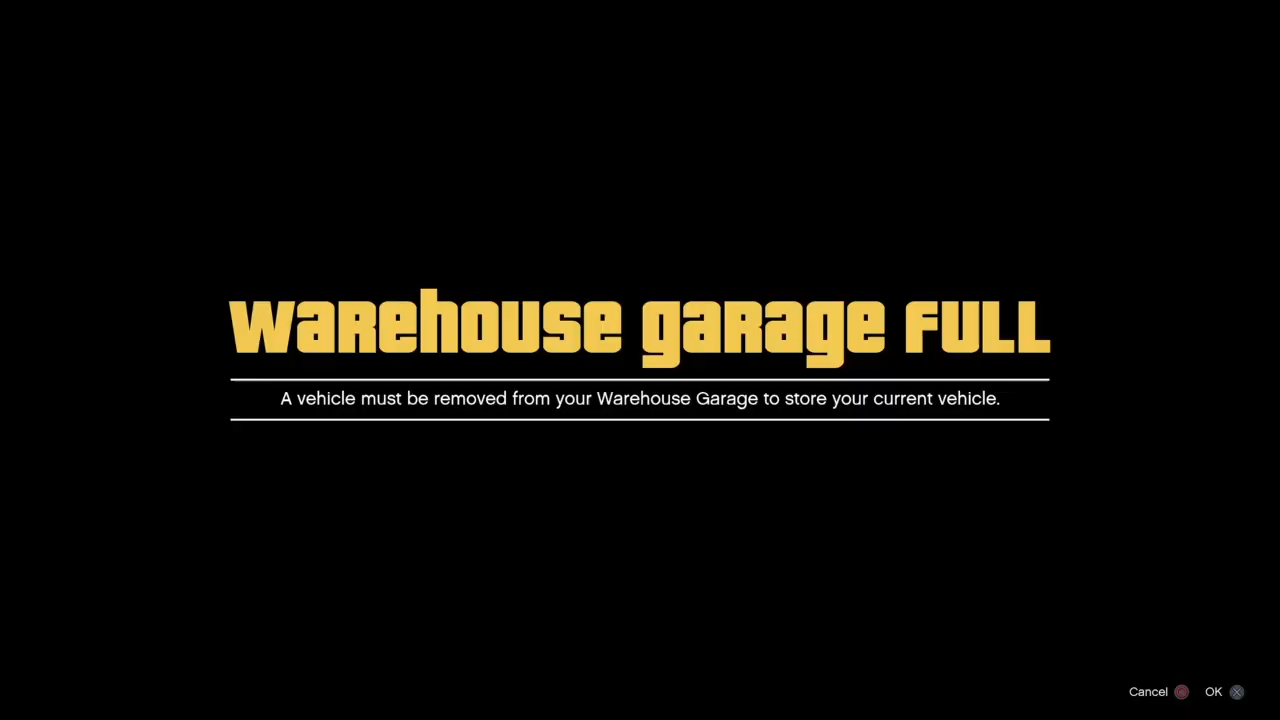 warehouse garage FULL
A vehicle must be removed from your Warehouse Garage to store your current vehicle.
Cancel OK